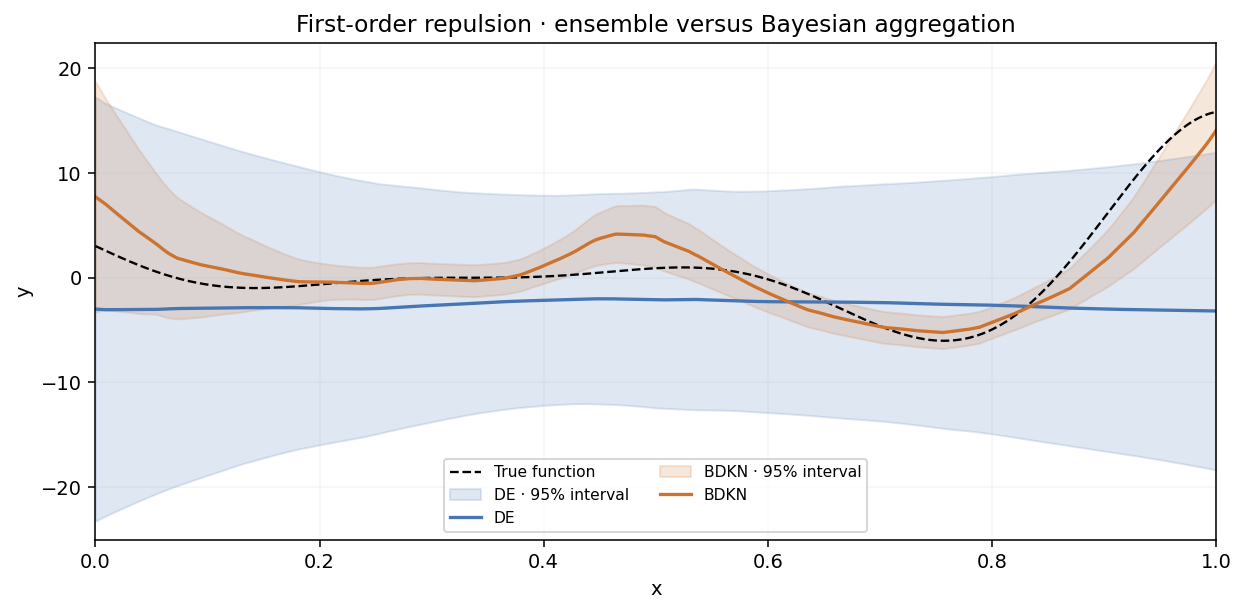 First-order repulsion · ensemble versus Bayesian aggregation
20
10
0
−10
−20
y
True function
DE · 95% interval
DE
BDKN · 95% interval
BDKN
0.0 0.2 0.4 0.6 0.8 1.0
x